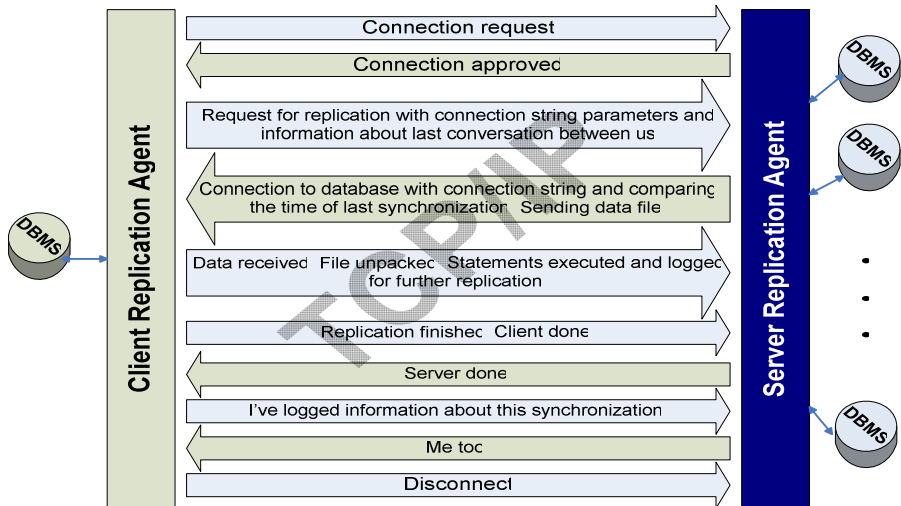 Connection request
Connection approved
Request for replication with connection string parameters and
information about last conversation between us
Connection to database with connection string and comparing
the time of last synchronization Sending data file
Data received File unpacked Statements executed and logged
for further replication
Replication finished Client done
Server done
I've logged information about this synchronization
Me too
Disconnect
TCP/IP
Client Replication Agent
Server Replication Agent
DBMS
DBMS
DBMS
DBMS